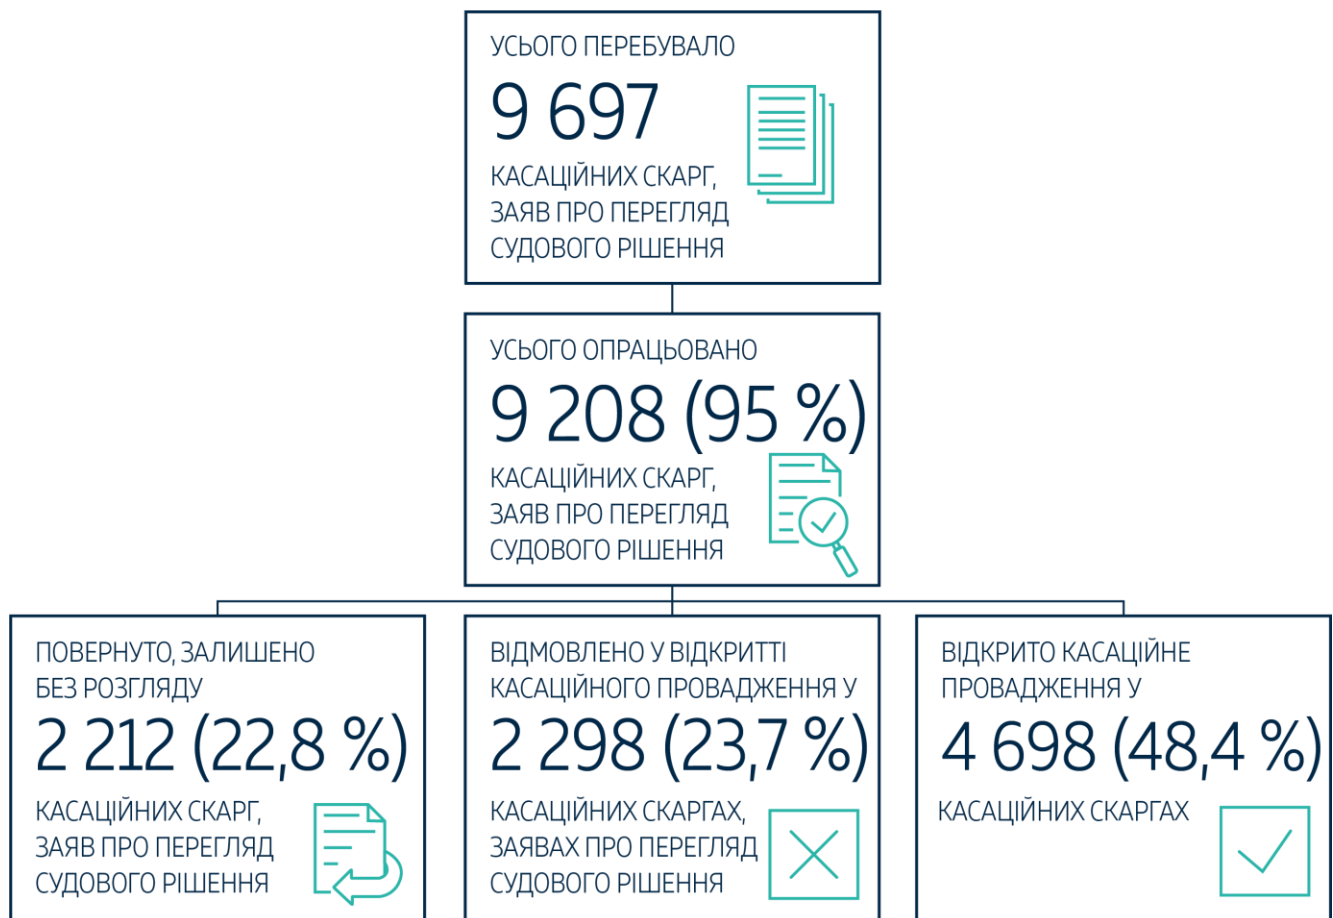 УСЬОГО ПЕРЕБУВАЛО
9 697
КАСАЦІЙНИХ СКАРГ,
ЗАЯВ ПРО ПЕРЕГЛЯД
СУДОВОГО РІШЕННЯ
УСЬОГО ОПРАЦЬОВАНО
9 208 (95 %)
КАСАЦІЙНИХ СКАРГ,
ЗАЯВ ПРО ПЕРЕГЛЯД
СУДОВОГО РІШЕННЯ
ПОВЕРНУТО, ЗАЛИШЕНО
БЕЗ РОЗГЛЯДУ
2 212 (22,8 %)
КАСАЦІЙНИХ СКАРГ,
ЗАЯВ ПРО ПЕРЕГЛЯД
СУДОВОГО РІШЕННЯ
ВІДМОВЛЕНО У ВІДКРИТТІ
КАСАЦІЙНОГО ПРОВАДЖЕННЯ У
2 298 (23,7 %)
КАСАЦІЙНИХ СКАРГАХ,
ЗАЯВАХ ПРО ПЕРЕГЛЯД
СУДОВОГО РІШЕННЯ
ВІДКРИТО КАСАЦІЙНЕ
ПРОВАДЖЕННЯ У
4 698 (48,4 %)
КАСАЦІЙНИХ СКАРГАХ